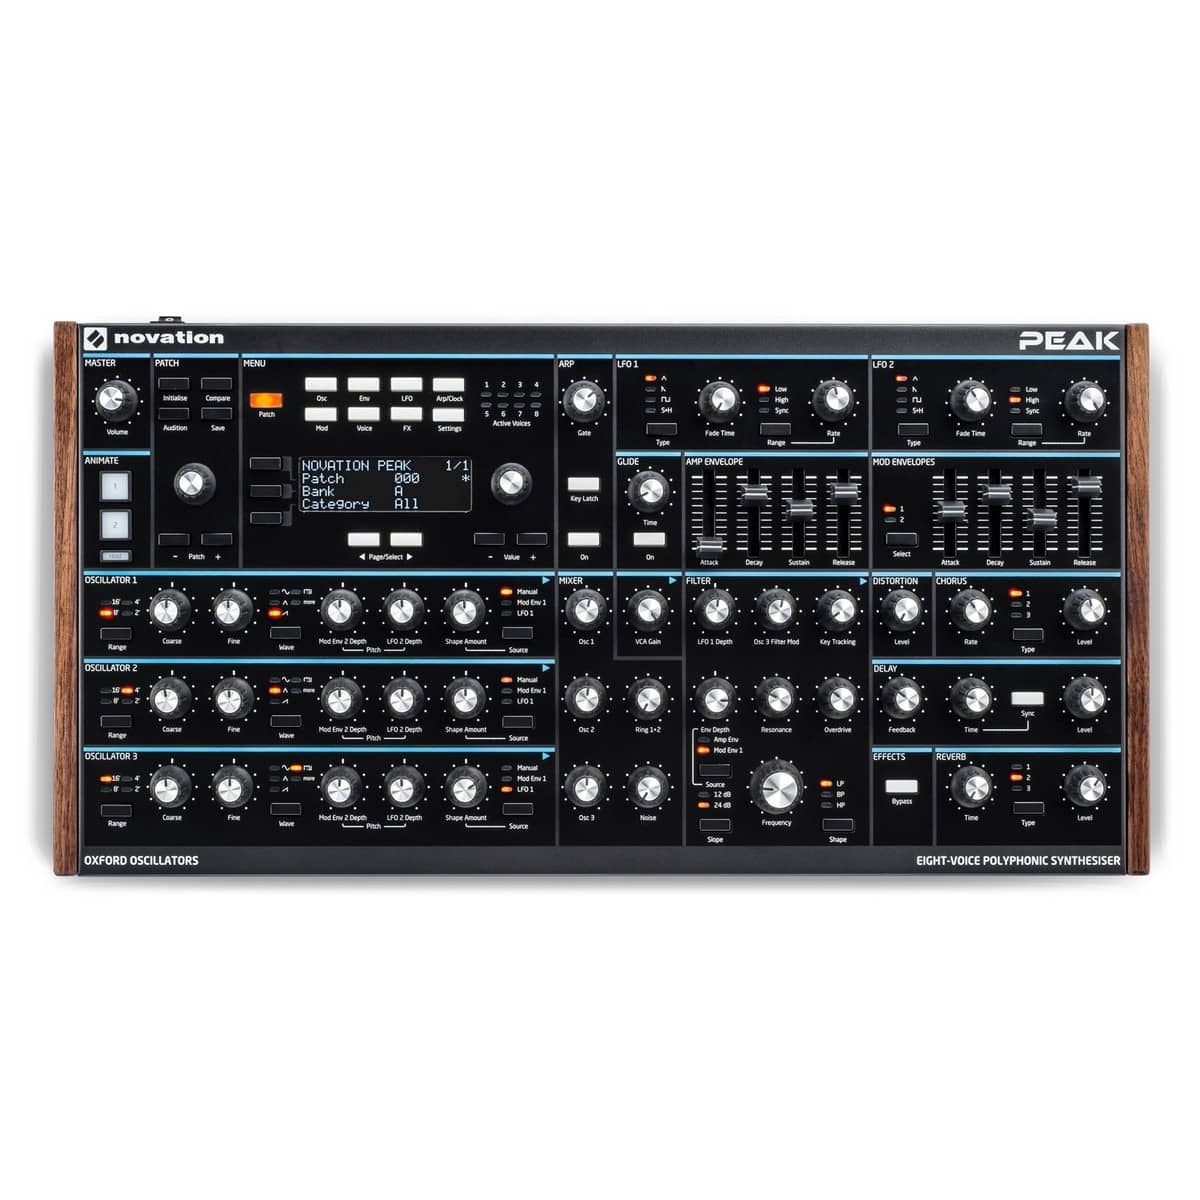 novation
PEAK
MASTER
Volume
PATCH
Initialise Compare
Audition Save
- Patch +
MENU
Patch
Osc Env LFO Arp/Clock
Mod Voice FX Settings
1 2 3 4
5 6 7 8
Active Voices
NOVATION PEAK 1/1
Patch 000 *
Bank A
Category All
◀ Page/Select ▶
- Value +
ANIMATE
1
2
Hold
ARP
Gate
Key Latch
On
LFO 1
S+H
Type
Fade Time
Low
High
Sync
Range
Rate
LFO 2
S+H
Type
Fade Time
Low
High
Sync
Range
Rate
GLIDE
Time
On
AMP ENVELOPE
Attack Decay Sustain Release
MOD ENVELOPES
1
2
Select
Attack Decay Sustain Release
OSCILLATOR 1
16' 4'
8' 2'
Range
Coarse
Fine
more
Wave
Mod Env 2 Depth LFO 2 Depth
Pitch
Shape Amount
Manual
Mod Env 1
LFO 1
Source
OSCILLATOR 2
16' 4'
8' 2'
Range
Coarse
Fine
more
Wave
Mod Env 2 Depth LFO 2 Depth
Pitch
Shape Amount
Manual
Mod Env 1
LFO 1
Source
OSCILLATOR 3
16' 4'
8' 2'
Range
Coarse
Fine
more
Wave
Mod Env 2 Depth LFO 2 Depth
Pitch
Shape Amount
Manual
Mod Env 1
LFO 1
Source
MIXER
Osc 1
VCA Gain
Osc 2
Ring 1*2
Osc 3
Noise
FILTER
LFO 1 Depth
Osc 3 Filter Mod
Key Tracking
Env Depth
Resonance
Overdrive
Amp Env
Mod Env 1
Source
12 dB
24 dB
Slope
Frequency
LP
BP
HP
Shape
DISTORTION
Level
CHORUS
Rate
1
2
3
Type
Level
DELAY
Feedback
Time
Sync
Level
EFFECTS
Bypass
REVERB
Time
1
2
3
Type
Level
OXFORD OSCILLATORS
EIGHT-VOICE POLYPHONIC SYNTHESISER